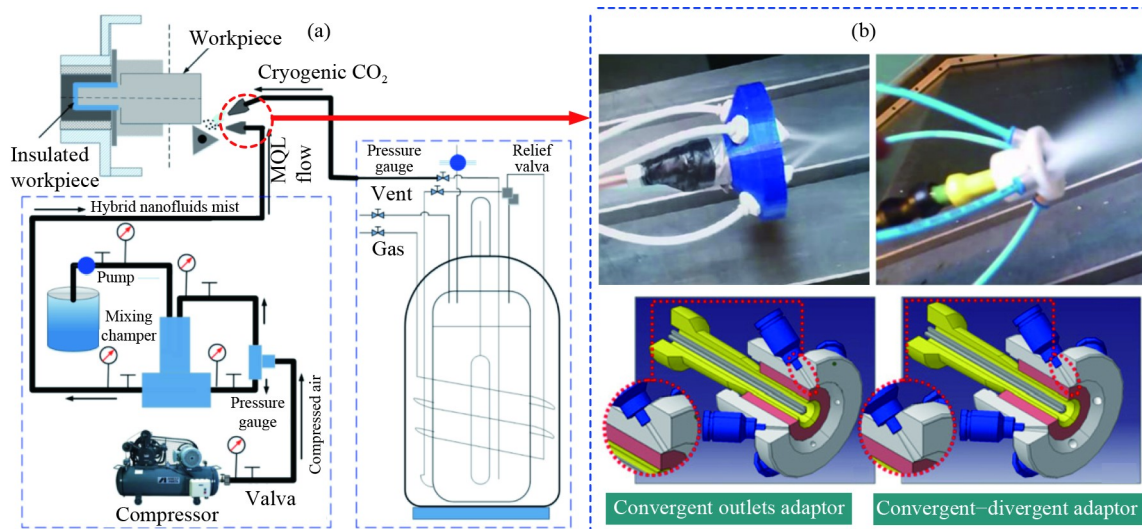 (a)
Workpiece
Cryogenic CO₂
Insulated
workpiece
MQL
flow
Pressure
gauge
Relief
valva
Vent
Gas
Hybrid nanofluids mist
Pump
Mixing
champer
Pressure
gauge
Compressed air
Valva
Compressor
(b)
Convergent outlets adaptor
Convergent−divergent adaptor